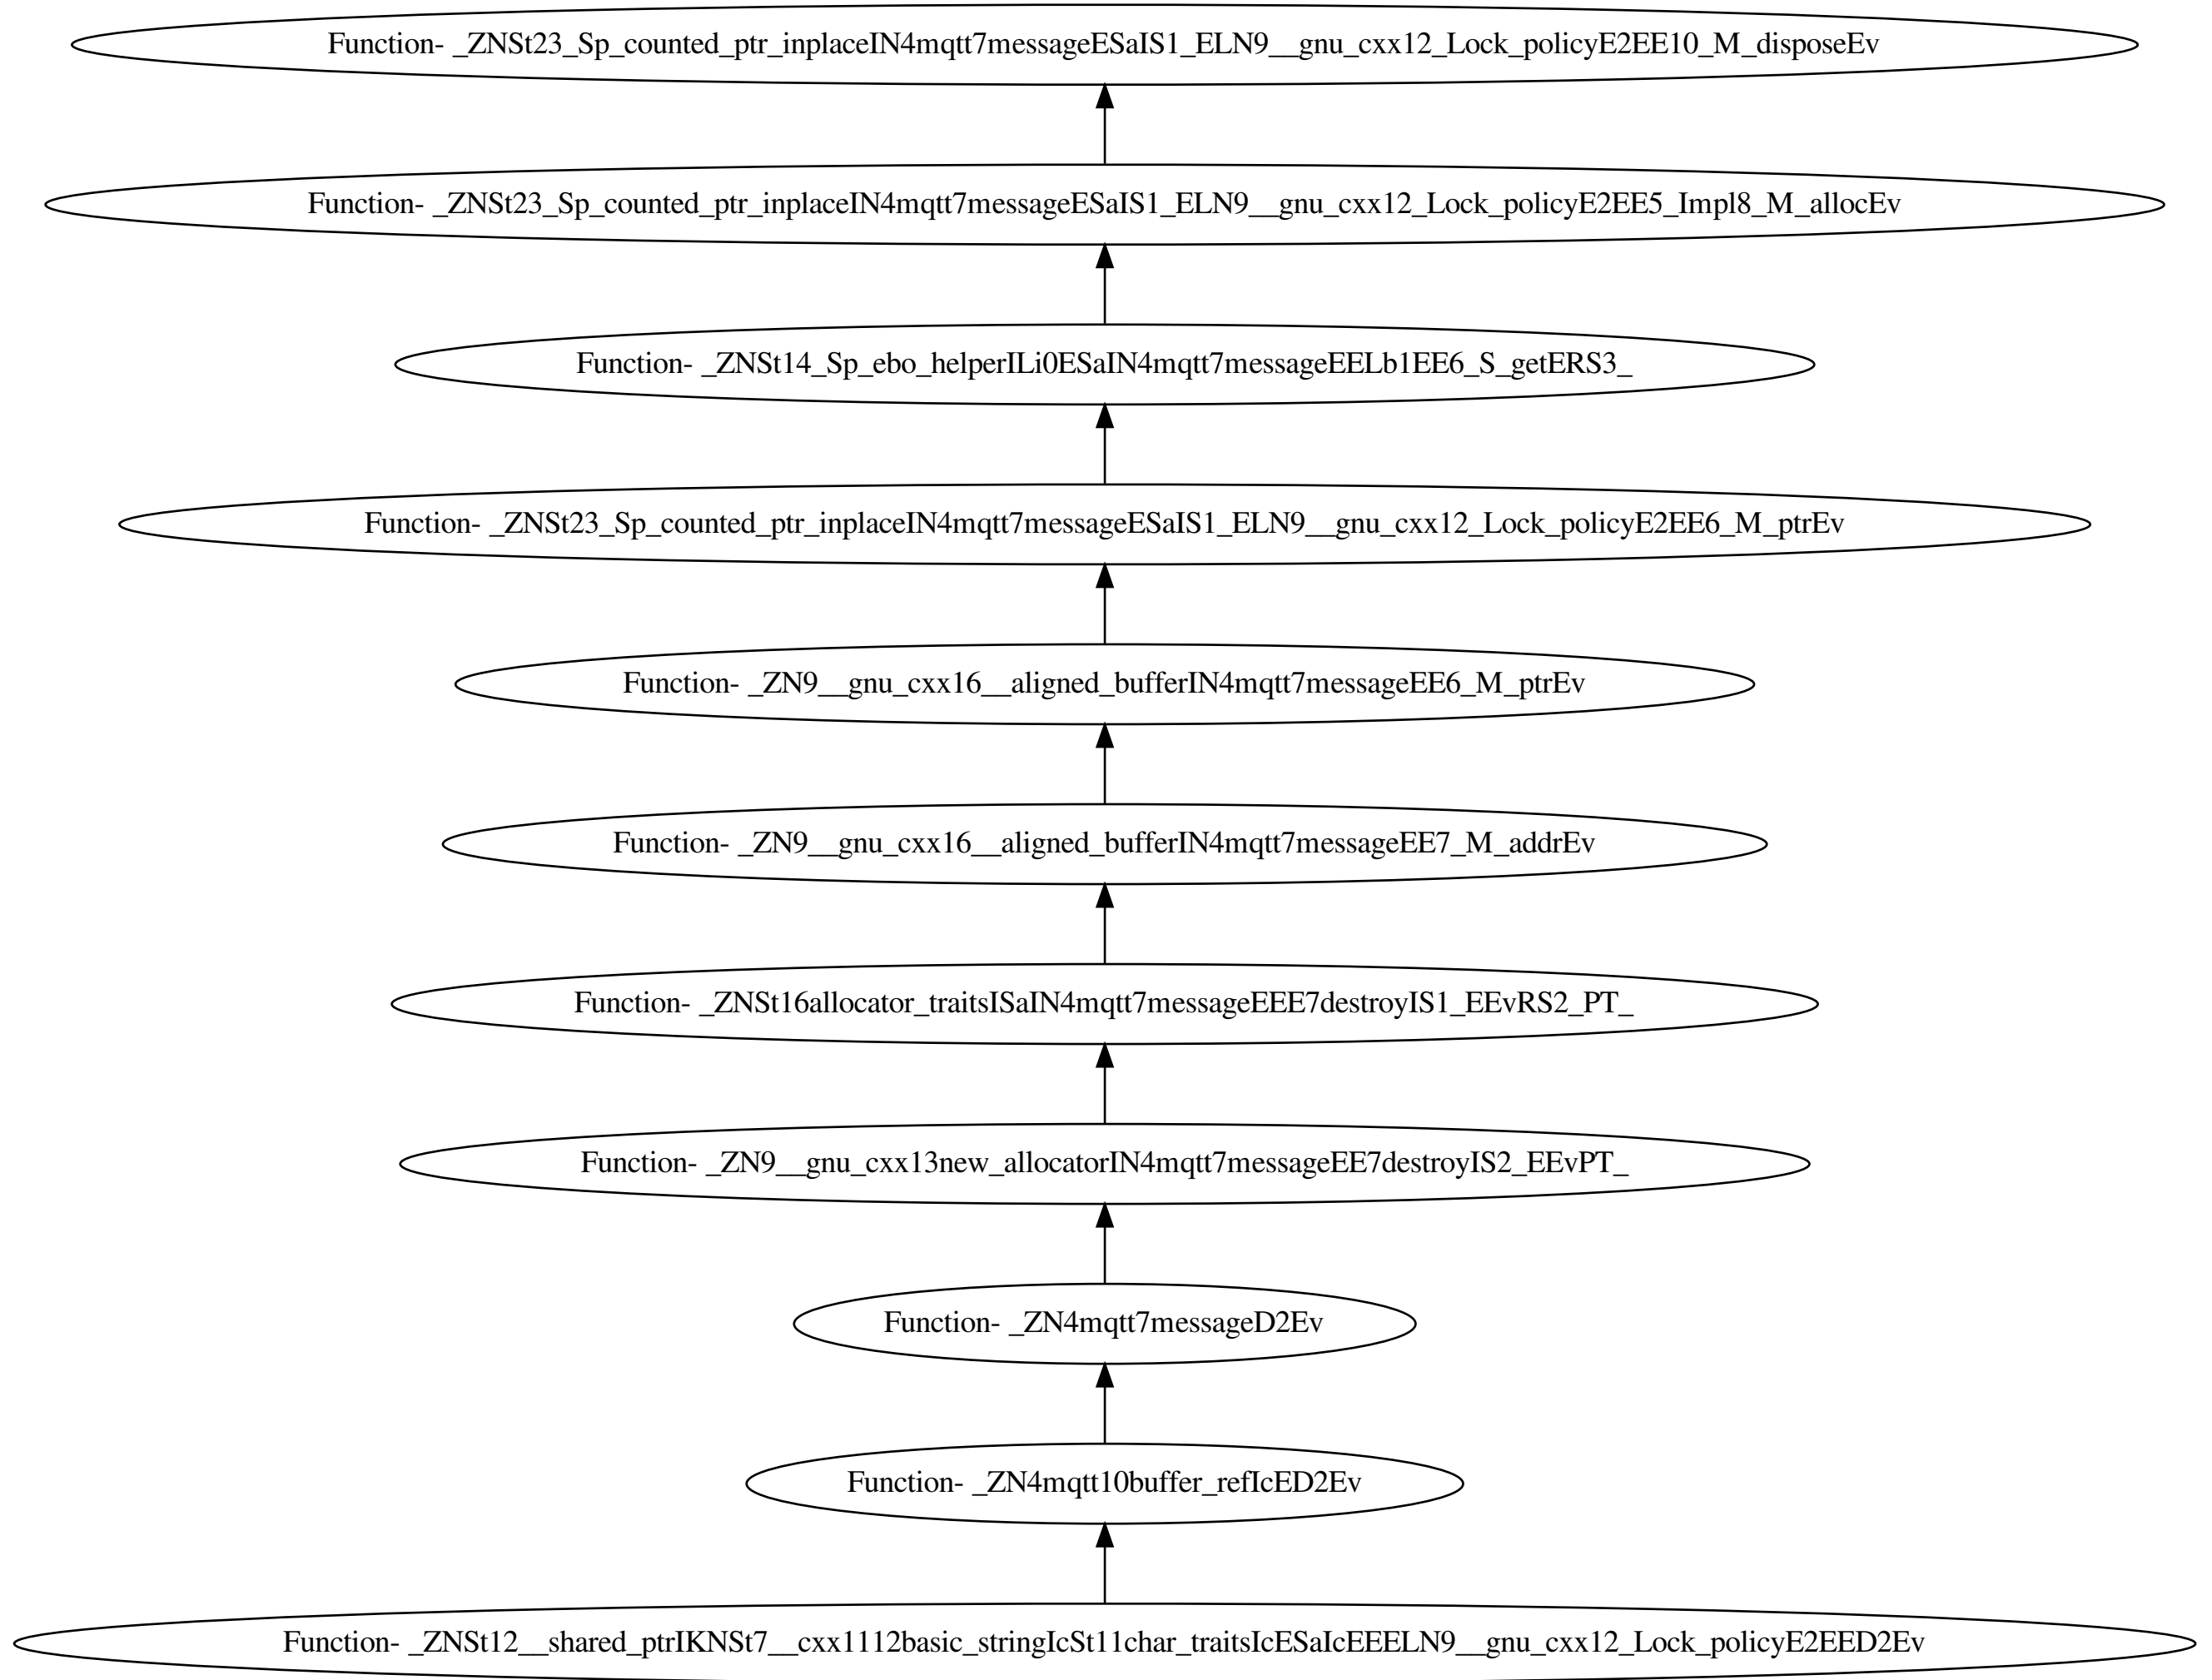 Function- _ZNSt23_Sp_counted_ptr_inplaceIN4mqtt7messageESaIS1_ELN9__gnu_cxx12_Lock_policyE2EE10_M_disposeEv
Function- _ZNSt23_Sp_counted_ptr_inplaceIN4mqtt7messageESaIS1_ELN9__gnu_cxx12_Lock_policyE2EE5_Impl8_M_allocEv
Function- _ZNSt14_Sp_ebo_helperILi0ESaIN4mqtt7messageEELb1EE6_S_getERS3_
Function- _ZNSt23_Sp_counted_ptr_inplaceIN4mqtt7messageESaIS1_ELN9__gnu_cxx12_Lock_policyE2EE6_M_ptrEv
Function- _ZN9__gnu_cxx16__aligned_bufferIN4mqtt7messageEE6_M_ptrEv
Function- _ZN9__gnu_cxx16__aligned_bufferIN4mqtt7messageEE7_M_addrEv
Function- _ZNSt16allocator_traitsISaIN4mqtt7messageEEE7destroyIS1_EEvRS2_PT_
Function- _ZN9__gnu_cxx13new_allocatorIN4mqtt7messageEE7destroyIS2_EEvPT_
Function- _ZN4mqtt7messageD2Ev
Function- _ZN4mqtt10buffer_refIcED2Ev
Function- _ZNSt12__shared_ptrIKNSt7__cxx1112basic_stringIcSt11char_traitsIcESaIcEEELN9__gnu_cxx12_Lock_policyE2EED2Ev